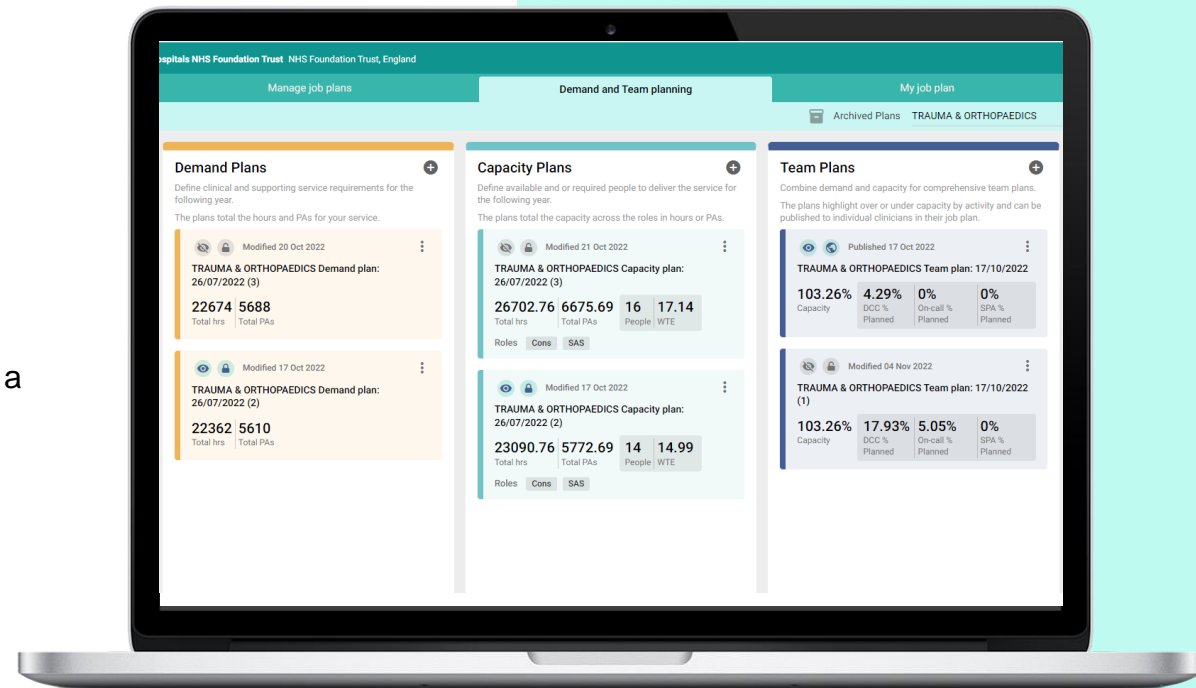 ospitals NHS Foundation Trust NHS Foundation Trust, England
Manage job plans
Demand and Team planning
My job plan
Archived Plans TRAUMA & ORTHOPAEDICS
Demand Plans
Define clinical and supporting service requirements for the
following year.
The plans total the hours and PAs for your service.
Modified 20 Oct 2022
TRAUMA & ORTHOPAEDICS Demand plan:
26/07/2022 (3)
22674 5688
Total hrs Total PAs
Modified 17 Oct 2022
TRAUMA & ORTHOPAEDICS Demand plan:
26/07/2022 (2)
22362 5610
Total hrs Total PAs
Capacity Plans
Define available and or required people to deliver the service for
the following year.
The plans total the capacity across the roles in hours or PAs.
Modified 21 Oct 2022
TRAUMA & ORTHOPAEDICS Capacity plan:
26/07/2022 (3)
26702.76 6675.69 16 17.14
Total hrs Total PAs People WTE
Roles Cons SAS
Modified 17 Oct 2022
TRAUMA & ORTHOPAEDICS Capacity plan:
26/07/2022 (2)
23090.76 5772.69 14 14.99
Total hrs Total PAs People WTE
Roles Cons SAS
Team Plans
Combine demand and capacity for comprehensive team plans.
The plans highlight over or under capacity by activity and can be
published to individual clinicians in their job plan.
Published 17 Oct 2022
TRAUMA & ORTHOPAEDICS Team plan: 17/10/2022
103.26% 4.29% 0% 0%
Capacity DCC % On-call % SPA %
Planned Planned Planned
Modified 04 Nov 2022
TRAUMA & ORTHOPAEDICS Team plan: 17/10/2022
(1)
103.26% 17.93% 5.05% 0%
Capacity DCC % On-call % SPA %
Planned Planned Planned
a